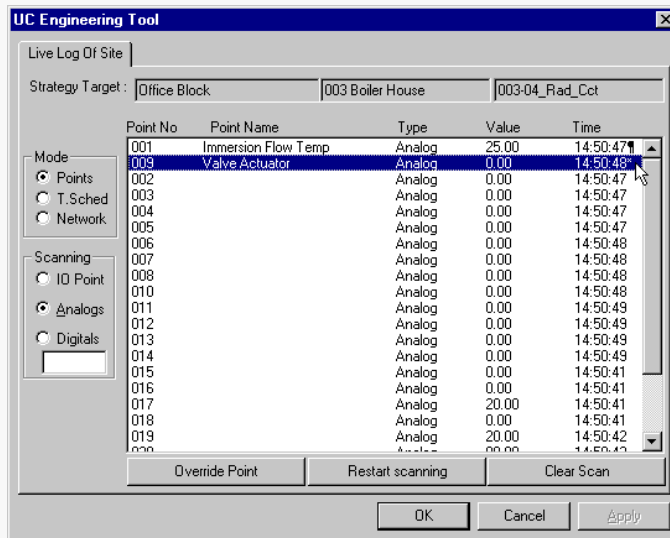 UC Engineering Tool
Live Log Of Site
Strategy Target : Office Block 003 Boiler House 003-04_Rad_Cct
Point No Point Name Type Value Time
001 Immersion Flow Temp Analog 25.00 14:50:47¶
009 Valve Actuator Analog 0.00 14:50:48*
002 Analog 0.00 14:50:47
003 Analog 0.00 14:50:47
004 Analog 0.00 14:50:47
005 Analog 0.00 14:50:47
006 Analog 0.00 14:50:48
007 Analog 0.00 14:50:48
008 Analog 0.00 14:50:48
010 Analog 0.00 14:50:48
011 Analog 0.00 14:50:49
012 Analog 0.00 14:50:49
013 Analog 0.00 14:50:49
014 Analog 0.00 14:50:49
015 Analog 0.00 14:50:41
016 Analog 0.00 14:50:41
017 Analog 20.00 14:50:41
018 Analog 0.00 14:50:41
019 Analog 20.00 14:50:42
Mode
Points
T.Sched
Network
Scanning
IO Point
Analogs
Digitals
Override Point Restart scanning Clear Scan
OK Cancel Apply